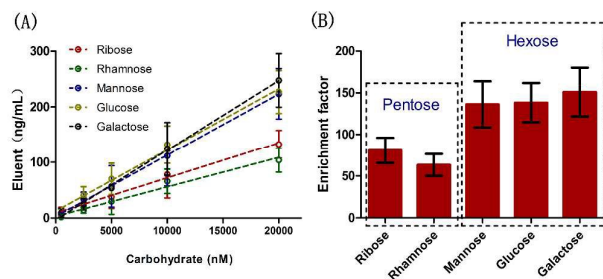 (A)
Eluent (ng/mL)
300
200
100
0
Ribose
Rhamnose
Mannose
Glucose
Galactose
0 5000 10000 15000 20000
Carbohydrate (nM)
(B)
Enrichment factor
200
150
100
50
0
Pentose
Hexose
Ribose
Rhamnose
Mannose
Glucose
Galactose